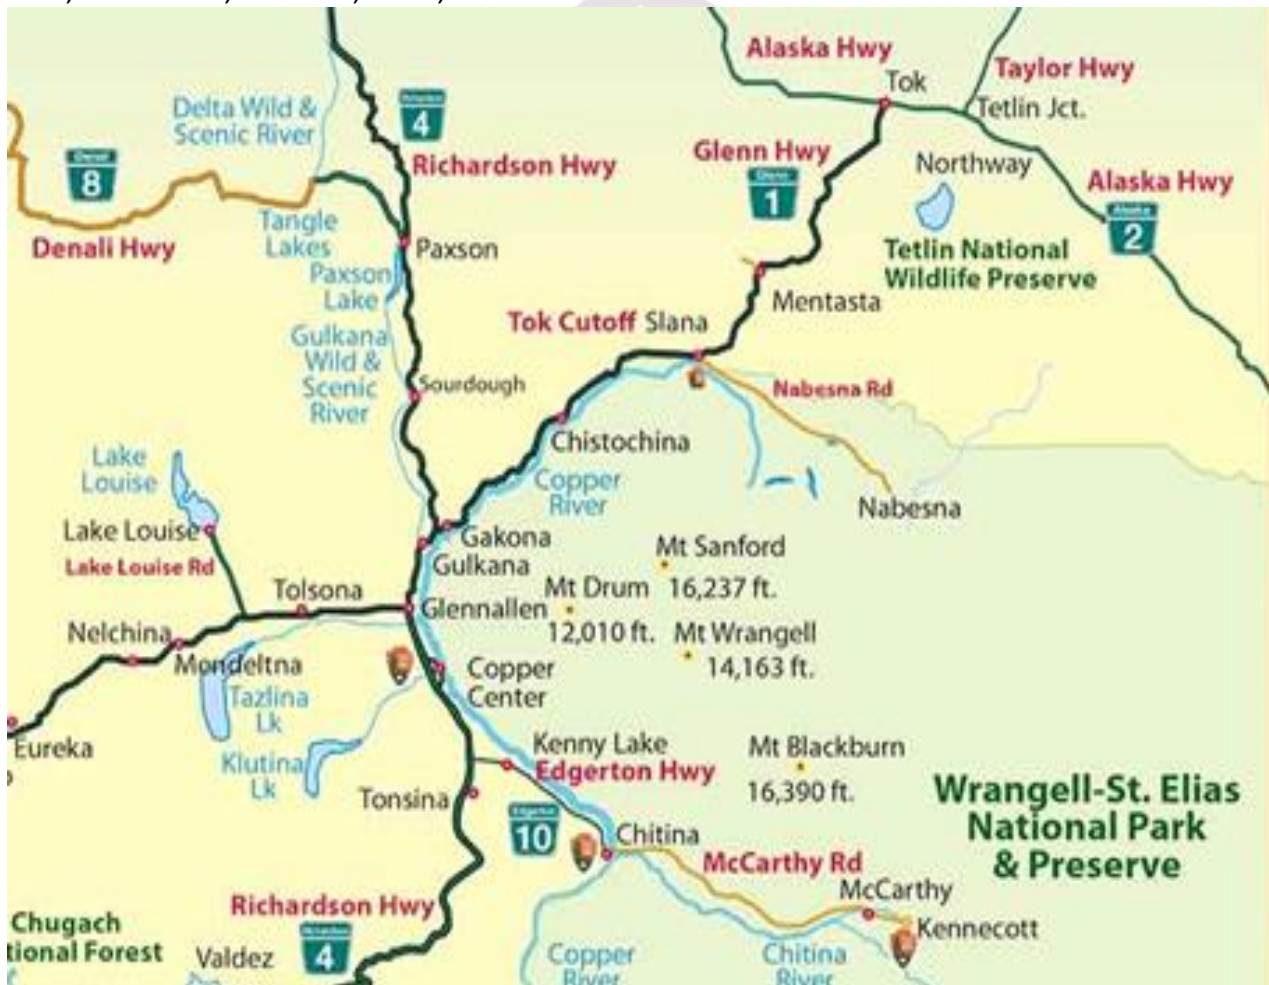 Alaska Hwy
Taylor Hwy
Tok
Tetlin Jct.
Delta Wild &
Scenic River
4
Richardson Hwy
8
Denali Hwy
Glenn Hwy
1
Northway
Alaska Hwy
2
Tetlin National
Wildlife Preserve
Tangle
Lakes
Paxson
Paxson
Lake
Mentasta
Tok Cutoff
Slana
Gulkana
Wild &
Scenic
River
Sourdough
Nabesna Rd
Chistochina
Copper
River
Nabesna
Lake
Louise
Lake Louise
Lake Louise Rd
Gakona
Gulkana
Mt Sanford
16,237 ft.
Mt Drum
12,010 ft.
Tolsona
Glennallen
Mt Wrangell
14,163 ft.
Nelchina
Mendeltna
Tazlina
Lk
Copper
Center
Eureka
Klutina
Lk
Kenny Lake
Edgerton Hwy
Mt Blackburn
16,390 ft.
Wrangell-St. Elias
National Park
& Preserve
Tonsina
10
Chitina
McCarthy Rd
McCarthy
Kennecott
Richardson Hwy
4
Chugach
tional Forest
Valdez
Copper
River
Chitina
River